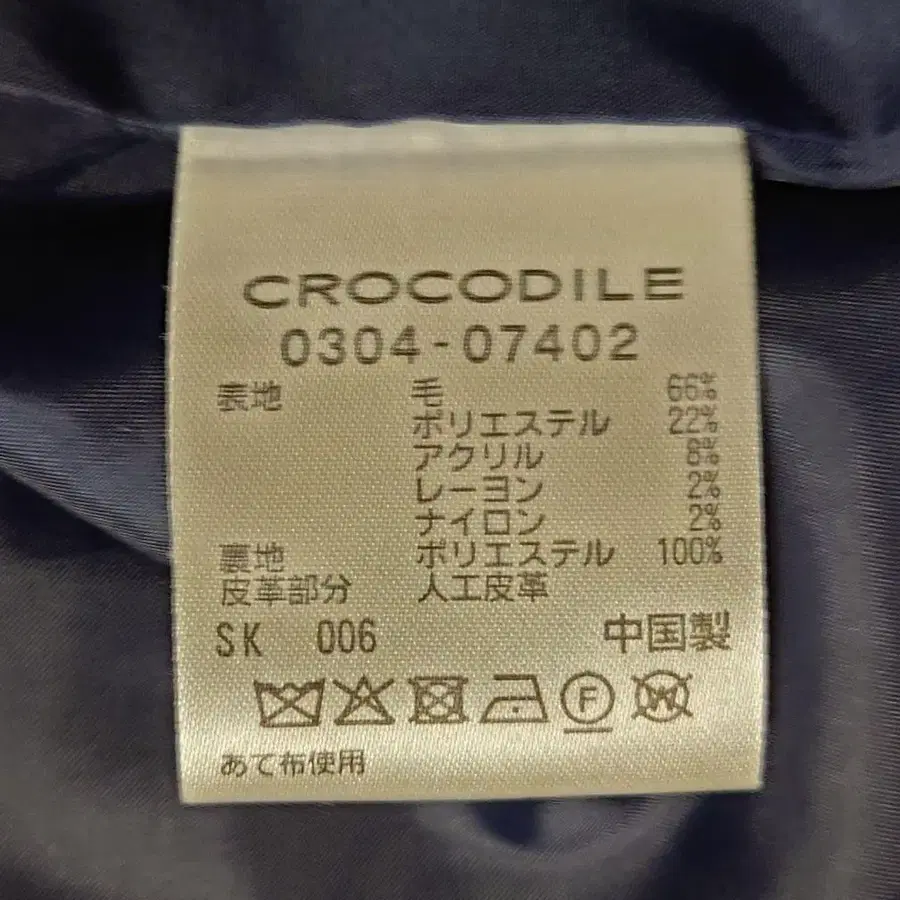 CROCODILE
0304-07402
表地 毛 66%
ポリエステル 22%
アクリル 8%
レーヨン 2%
ナイロン 2%
裏地 ポリエステル 100%
皮革部分 人工皮革
SK 006 中国製
F W
あて布使用